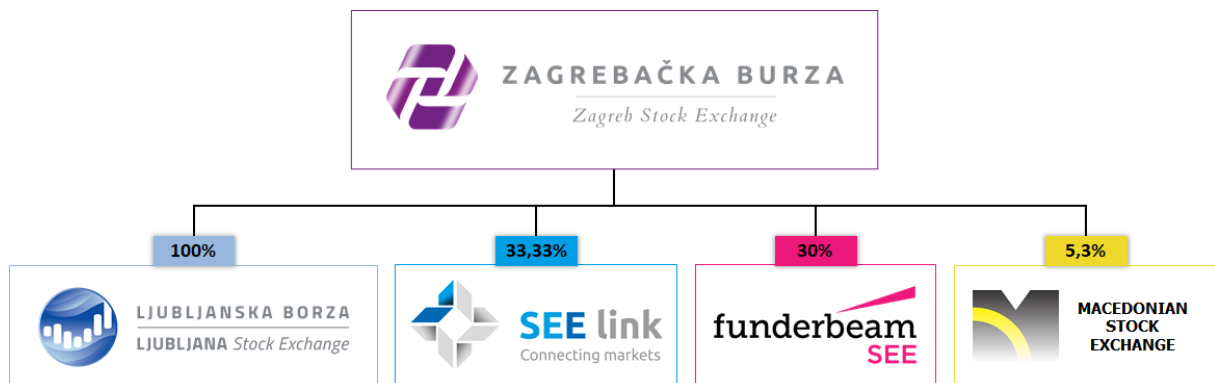 ZAGREBAČKA BURZA
Zagreb Stock Exchange
100%
33,33%
30%
5,3%
LJUBLJANSKA BORZA
LJUBLJANA Stock Exchange
SEE link
Connecting markets
funderbeam
SEE
MACEDONIAN
STOCK
EXCHANGE